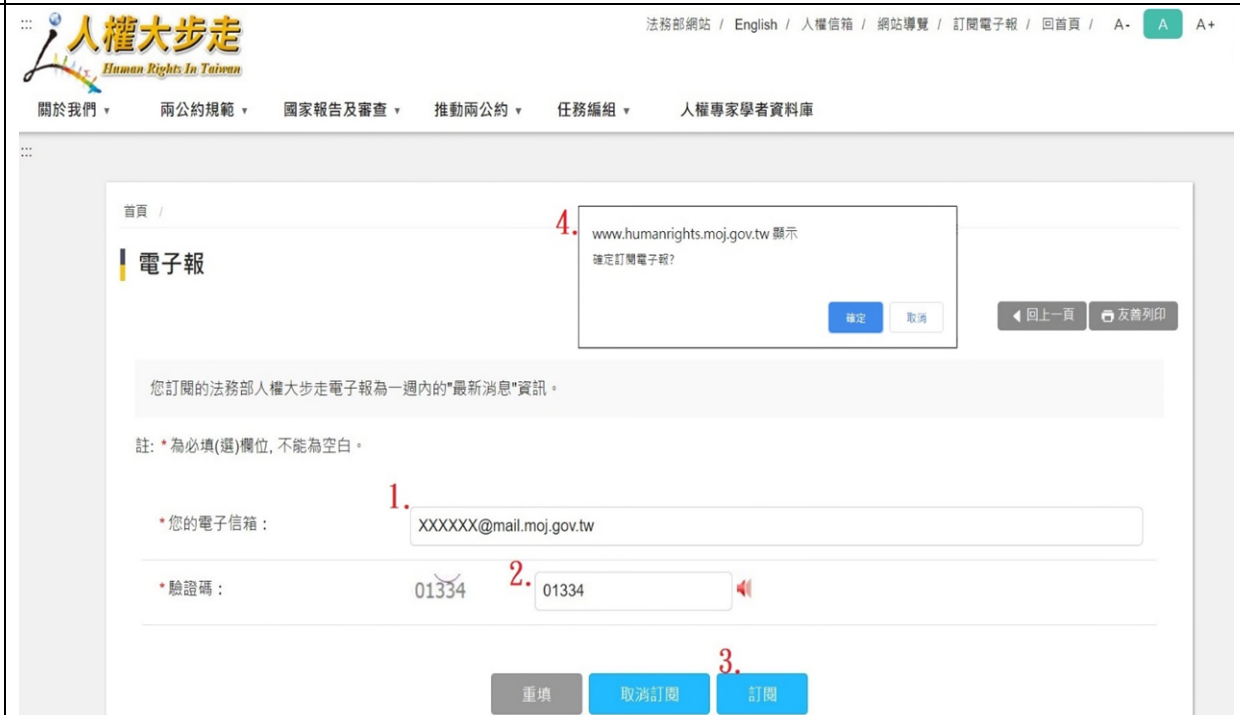 :::
人權大步走
Human Rights In Taiwan
法務部網站 / English / 人權信箱 / 網站導覽 / 訂閱電子報 / 回首頁 / A- A A+
關於我們 兩公約規範 國家報告及審查 推動兩公約 任務編組 人權專家學者資料庫
:::
首頁 /
4.
www.humanrights.moj.gov.tw 顯示
確定訂閱電子報?
確定 取消
電子報
回上一頁 友善列印
您訂閱的法務部人權大步走電子報為一週內的"最新消息"資訊。
註: *為必填(選)欄位, 不能為空白。
1.
*您的電子信箱： XXXXXX@mail.moj.gov.tw
*驗證碼： 01334 2. 01334
3.
重填 取消訂閱 訂閱